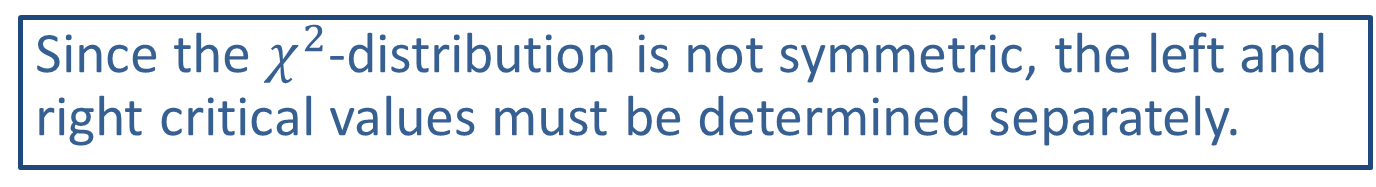 Since the 𝜒²-distribution is not symmetric, the left and
right critical values must be determined separately.